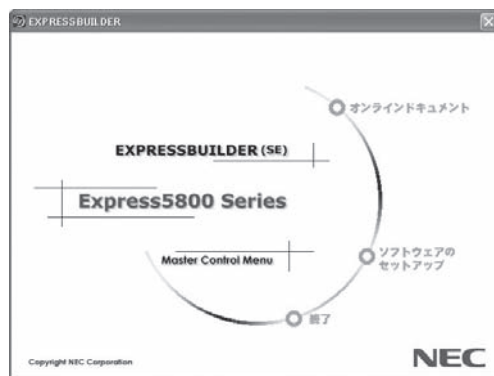 EXPRESSBUILDER
オンラインドキュメント
EXPRESSBUILDER (SE)
Express5800 Series
ソフトウェアの
セットアップ
Master Control Menu
終了
Copyright NEC Corporation
NEC